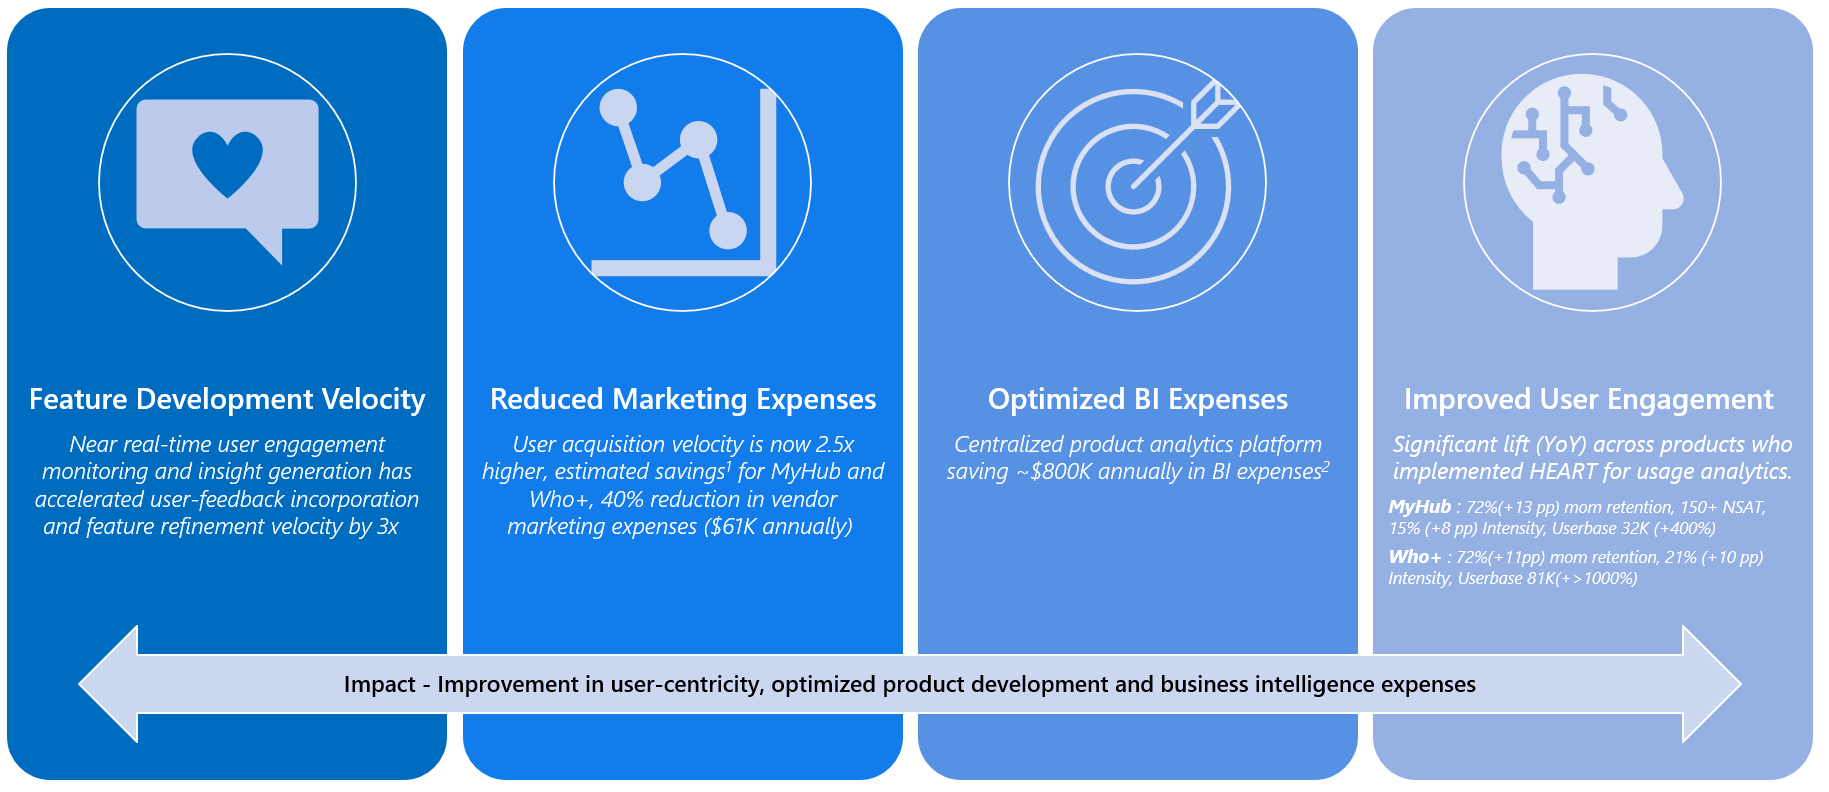 Feature Development Velocity
Near real-time user engagement
monitoring and insight generation has
accelerated user-feedback incorporation
and feature refinement velocity by 3x
Reduced Marketing Expenses
User acquisition velocity is now 2.5x
higher, estimated savings¹ for MyHub and
Who+, 40% reduction in vendor
marketing expenses ($61K annually)
Optimized BI Expenses
Centralized product analytics platform
saving ~$800K annually in BI expenses²
Improved User Engagement
Significant lift (YoY) across products who
implemented HEART for usage analytics.
MyHub : 72%(+13 pp) mom retention, 150+ NSAT,
15% (+8 pp) Intensity, Userbase 32K (+400%)
Who+ : 72%(+11pp) mom retention, 21% (+10 pp)
Intensity, Userbase 81K(+>1000%)
Impact - Improvement in user-centricity, optimized product development and business intelligence expenses